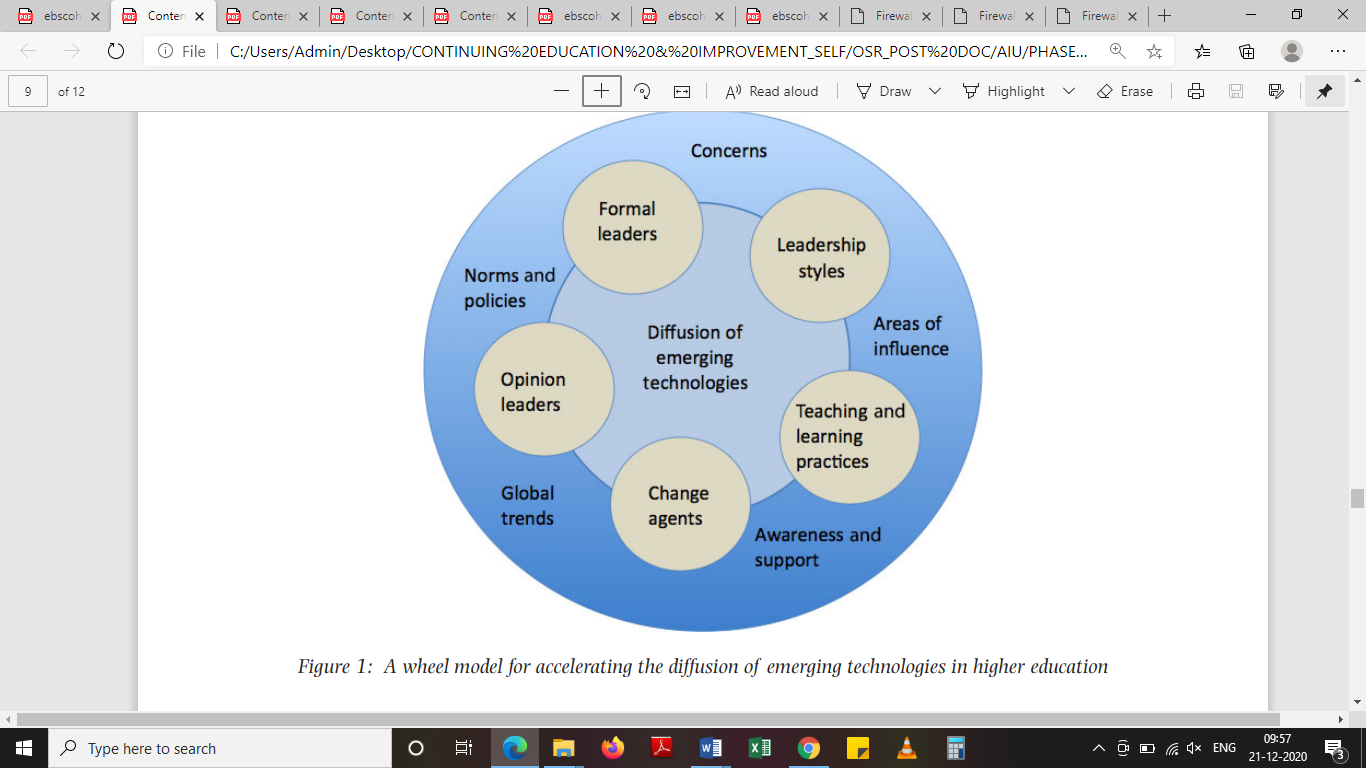 ebscoh
Conten
Conten
Conten
Conten
ebscoh
ebscoh
ebscoh
Firewal
Firewal
Firewal
File
C:/Users/Admin/Desktop/CONTINUING%20EDUCATION%20&%20IMPROVEMENT_SELF/OSR_POST%20DOC/AIU/PHASE...
9
of 12
Read aloud
Draw
Highlight
Erase
Concerns
Formal
leaders
Leadership
styles
Norms and
policies
Areas of
influence
Diffusion of
emerging
technologies
Opinion
leaders
Teaching and
learning
practices
Global
trends
Change
agents
Awareness and
support
Figure 1: A wheel model for accelerating the diffusion of emerging technologies in higher education
Type here to search
ENG
09:57
21-12-2020
3